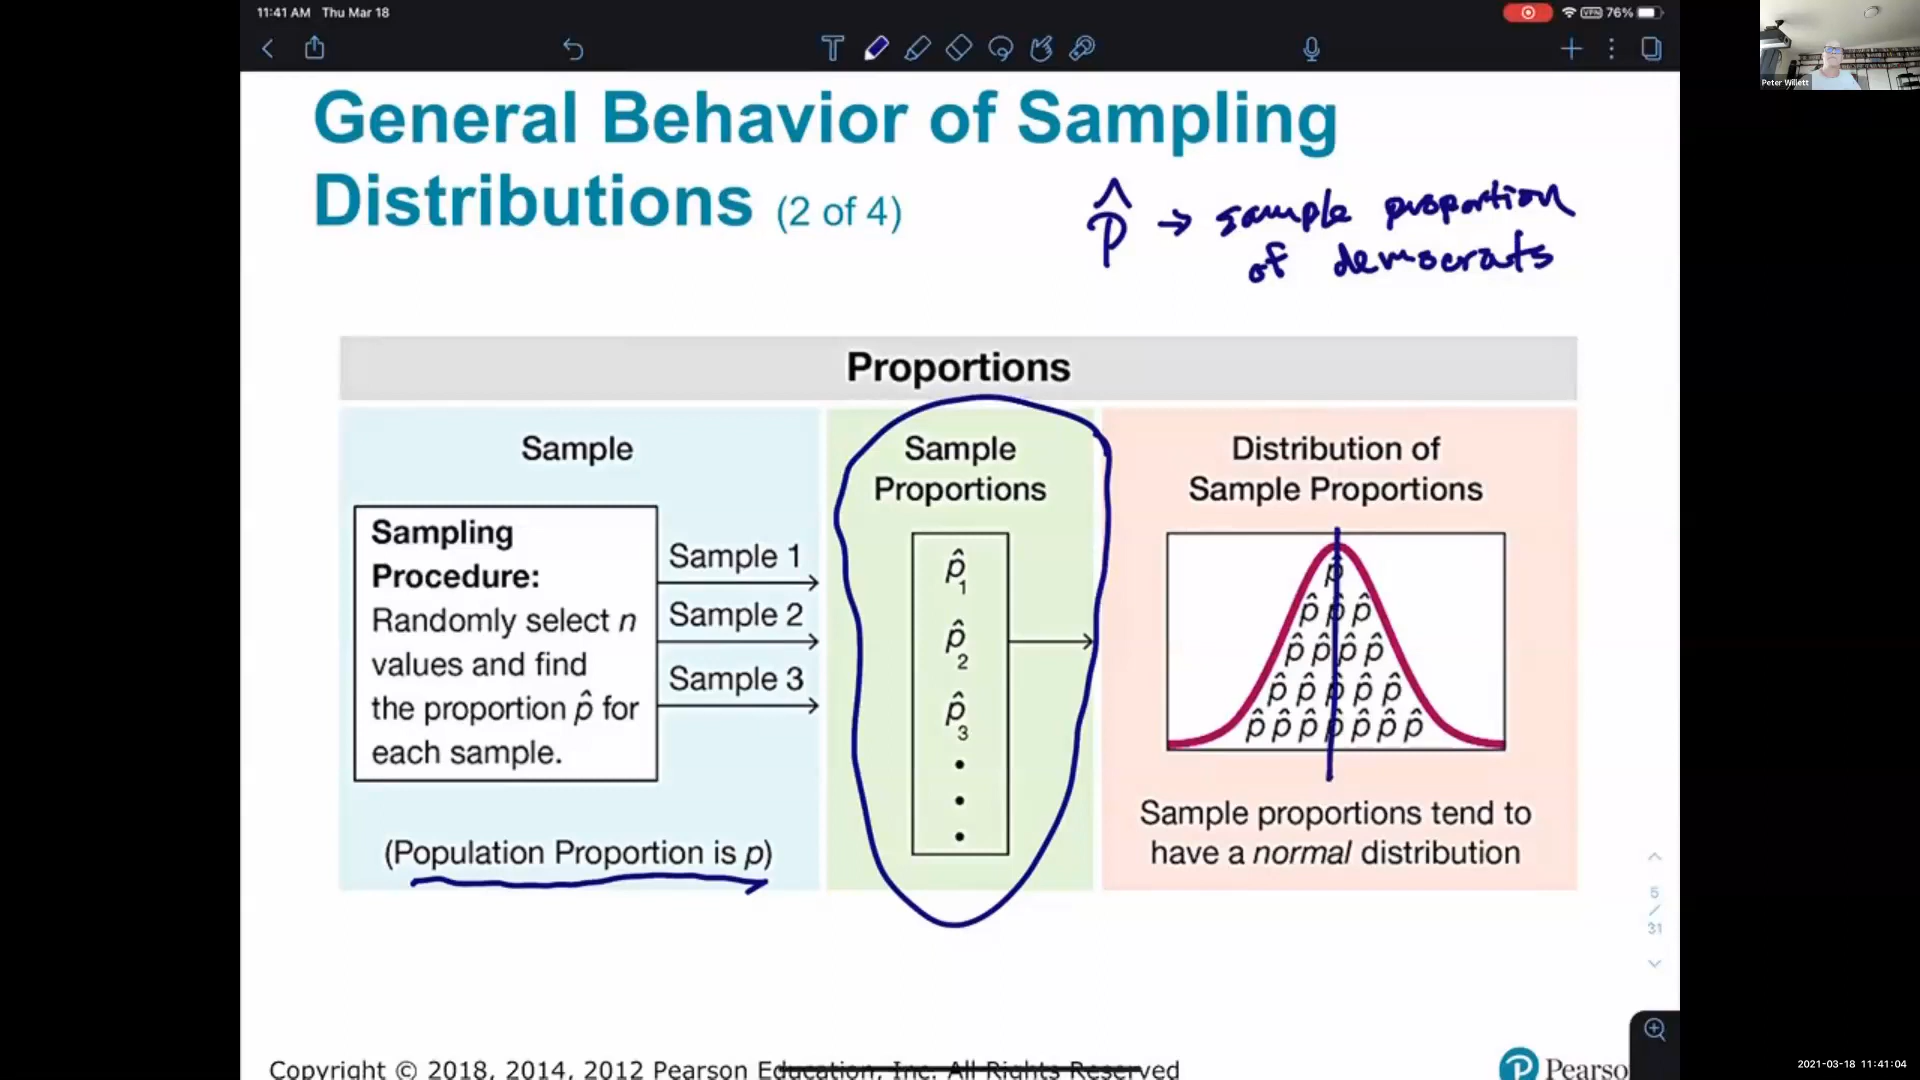 11:41 AM Thu Mar 18
VPN 76%
Peter Willett
General Behavior of Sampling
Distributions (2 of 4)
p̂ → sample proportion
of democrats
Proportions
Sample
Sampling
Procedure:
Randomly select n
values and find
the proportion p̂ for
each sample.
Sample 1
Sample 2
Sample 3
(Population Proportion is p)
Sample
Proportions
p̂1
p̂2
p̂3
Distribution of
Sample Proportions
p̂
p̂ p̂ p̂
p̂ p̂ p̂ p̂
p̂ p̂ p̂ p̂ p̂
p̂ p̂ p̂ p̂ p̂ p̂ p̂
Sample proportions tend to
have a normal distribution
5
/
31
Copyright © 2018, 2014, 2012 Pearson Education, Inc. All Rights Reserved
P Pearso
2021-03-18 11:41:04